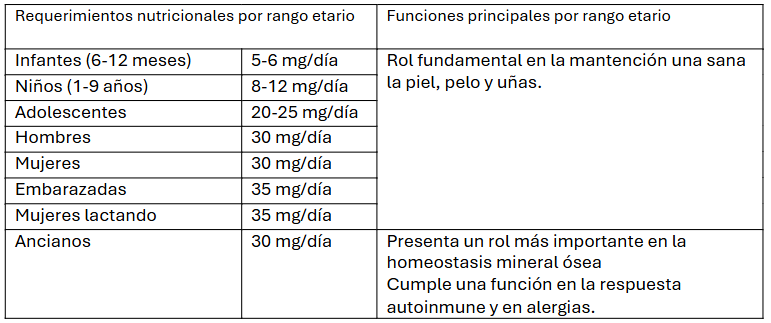 Requerimientos nutricionales por rango etario
Funciones principales por rango etario
Infantes (6-12 meses)
5-6 mg/día
Rol fundamental en la mantención una sana
la piel, pelo y uñas.
Niños (1-9 años)
8-12 mg/día
Adolescentes
20-25 mg/día
Hombres
30 mg/día
Mujeres
30 mg/día
Embarazadas
35 mg/día
Mujeres lactando
35 mg/día
Ancianos
30 mg/día
Presenta un rol más importante en la
homeostasis mineral ósea
Cumple una función en la respuesta
autoinmune y en alergias.